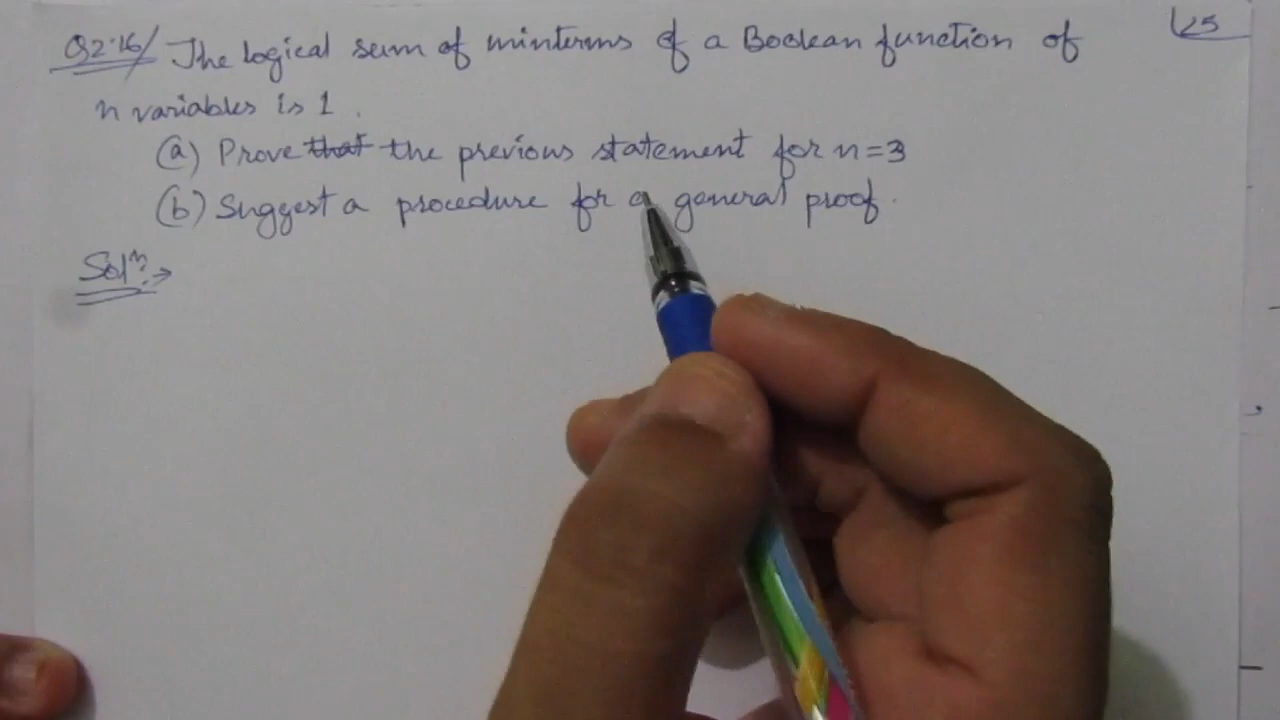 Q2.16/ The logical sum of minterms of a Boolean function of
n variables is 1.
(a) Prove that the previous statement for n=3
(b) Suggest a procedure for a general proof.
Solⁿ:→
25